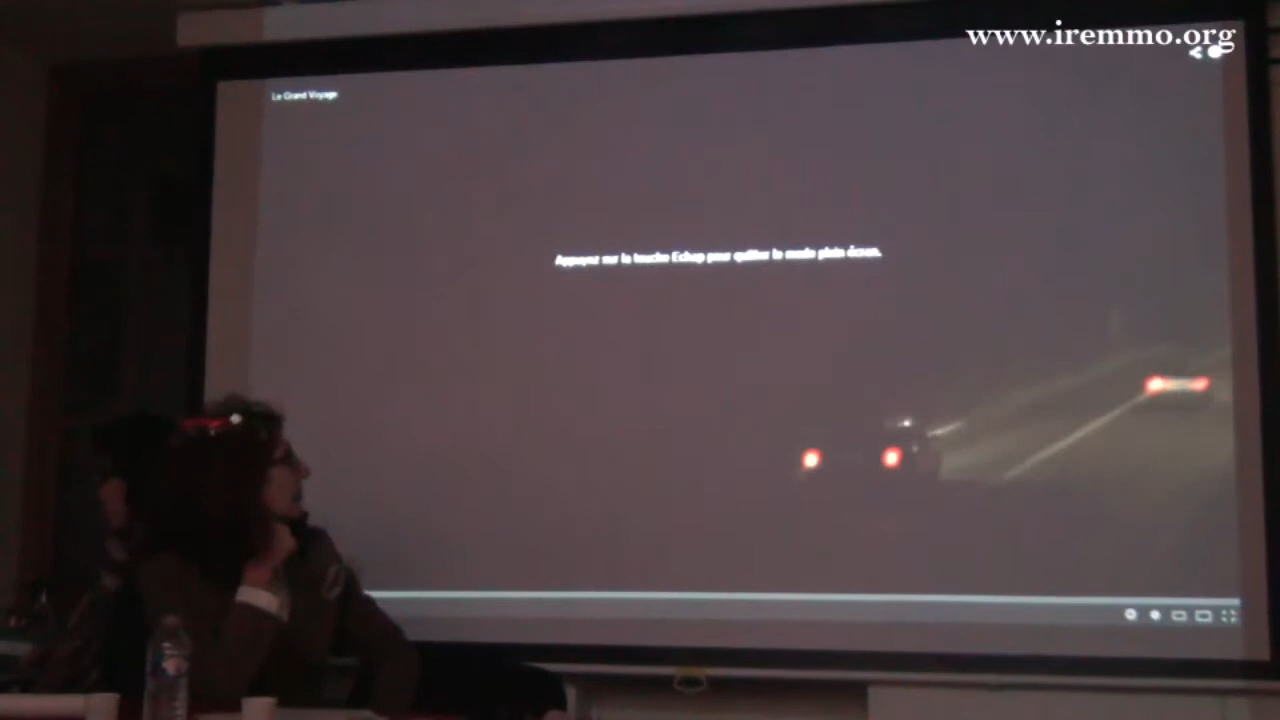 www.iremmo.org
Le Grand Voyage
Appuyez sur la touche Echap pour quitter le mode plein écran.